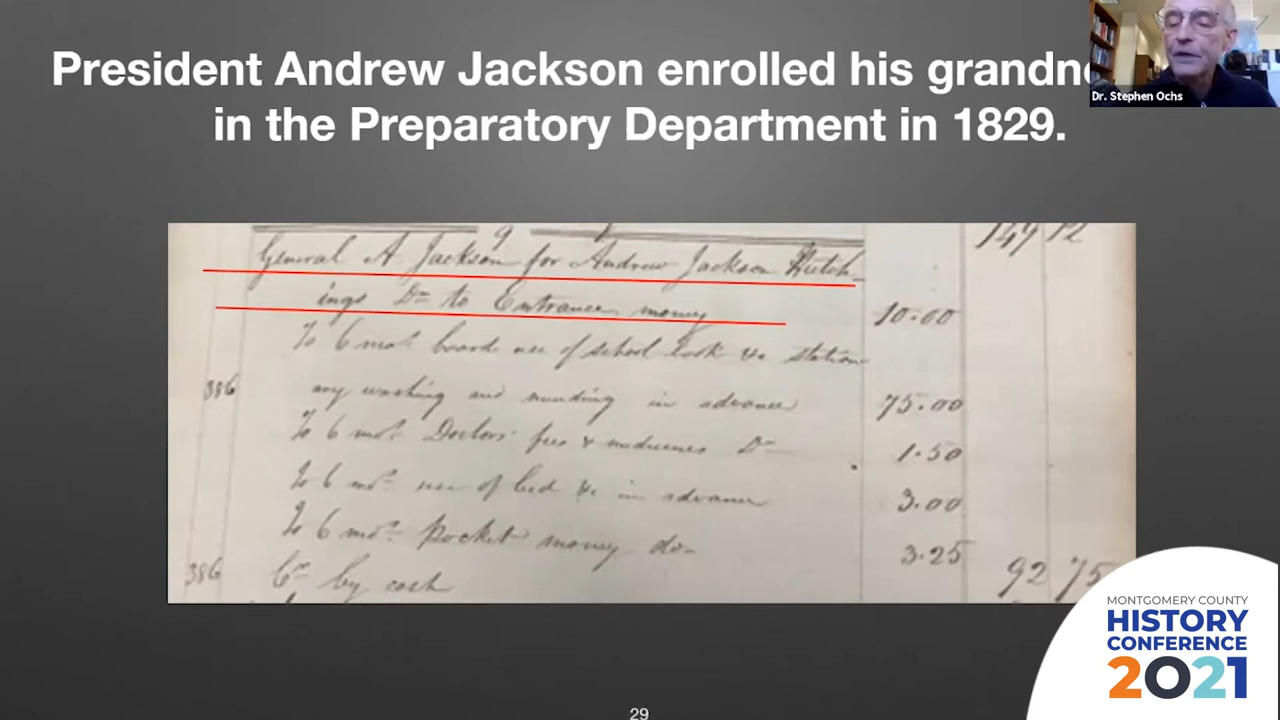 President Andrew Jackson enrolled his grandne
in the Preparatory Department in 1829.
Dr. Stephen Ochs
149 12
General A Jackson for Andrew Jackson Hutch-
ings Dr to Entrance money 10.00
To 6 mos. board use of school book &c station
386 ary washing and mending in advance 75.00
To 6 mos. Doctors' fees & medicines Do 1.50
To 6 mos. use of bed &c in advance 3.00
To 6 mos. Pocket money do- 3.25
386 Cr by cash 92 75
MONTGOMERY COUNTY
HISTORY
CONFERENCE
2021
29